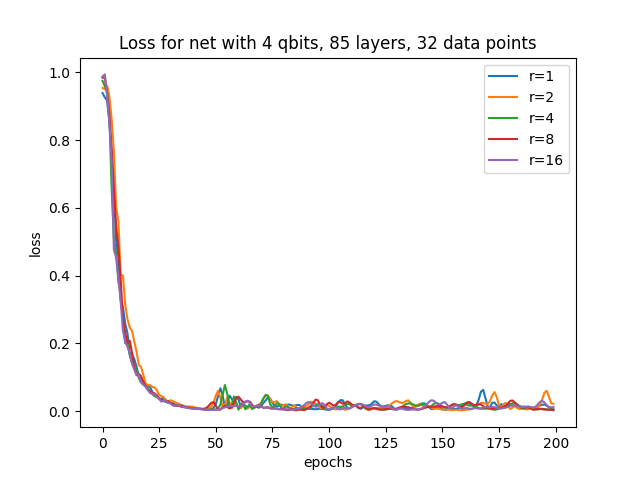 Loss for net with 4 qbits, 85 layers, 32 data points
1.0
0.8
0.6
0.4
0.2
0.0
loss
0 25 50 75 100 125 150 175 200
epochs
r=1
r=2
r=4
r=8
r=16